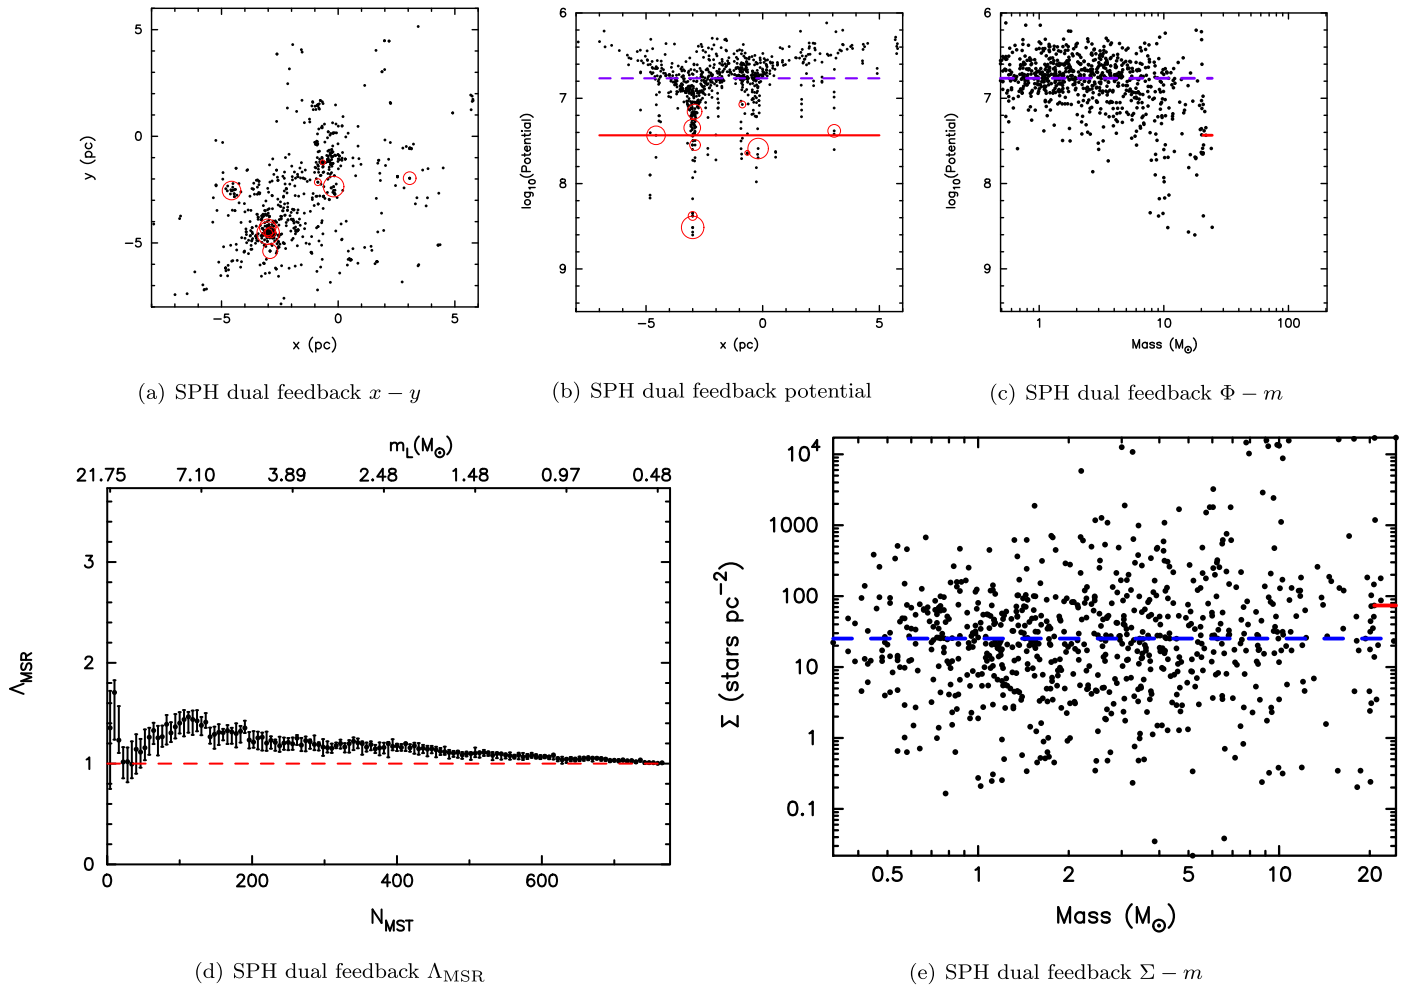 5
0
−5
y (pc)
−5 0 5
x (pc)
(a) SPH dual feedback x − y
6
7
8
9
log10(Potential)
−5 0 5
x (pc)
(b) SPH dual feedback potential
6
7
8
9
log10(Potential)
1 10 100
Mass (M⊙)
(c) SPH dual feedback Φ − m
mL(M⊙)
21.75 7.10 3.89 2.48 1.48 0.97 0.48
3
2
1
0
ΛMSR
0 200 400 600
NMST
(d) SPH dual feedback ΛMSR
10⁴
1000
100
10
1
0.1
Σ (stars pc⁻²)
0.5 1 2 5 10 20
Mass (M⊙)
(e) SPH dual feedback Σ − m